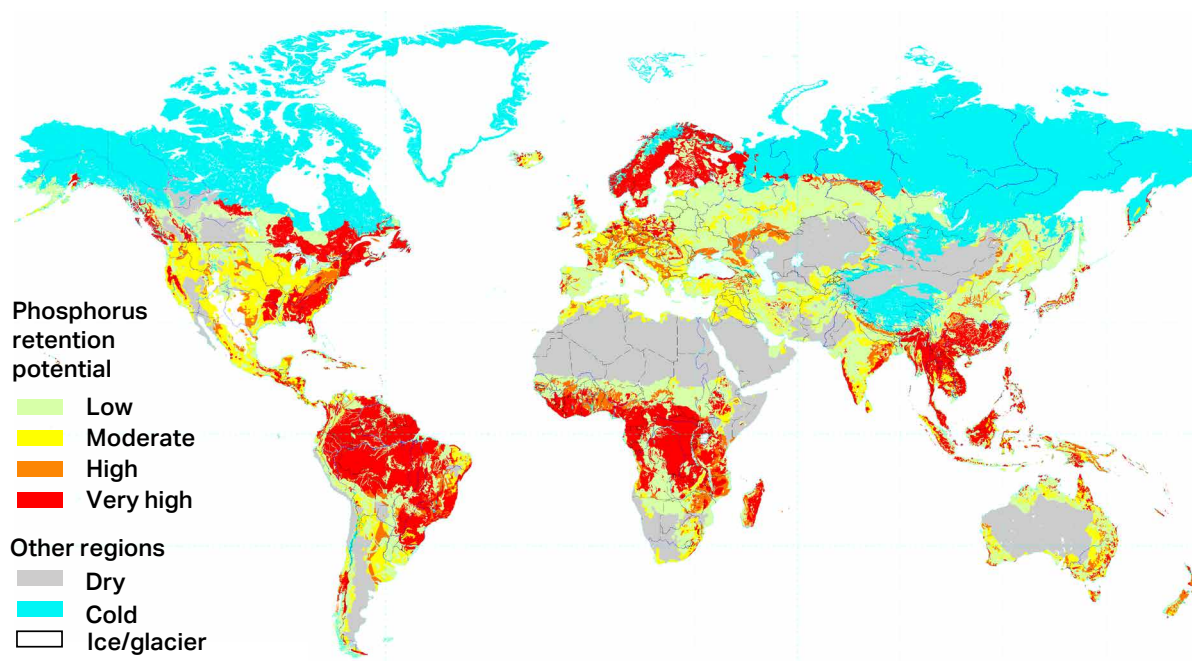 Phosphorus
retention
potential
Low
Moderate
High
Very high
Other regions
Dry
Cold
Ice/glacier